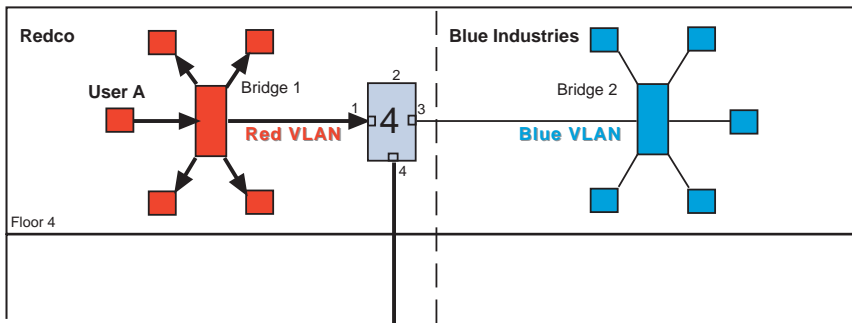 Redco
Blue Industries
2
User A
Bridge 1
Bridge 2
1
4
3
Red VLAN
Blue VLAN
4
Floor 4